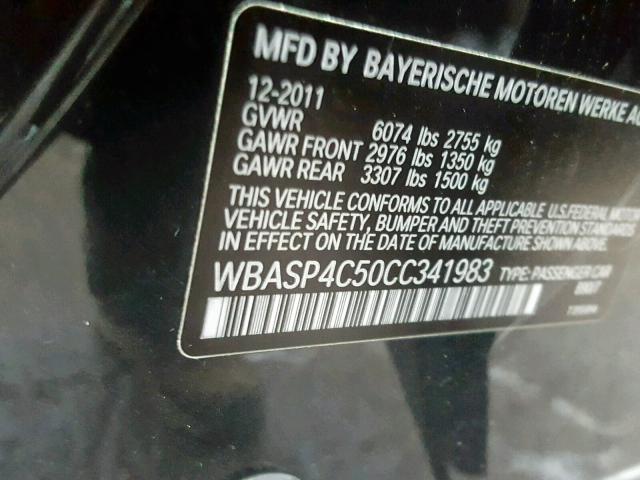 MFD BY BAYERISCHE MOTOREN WERKE AG
12-2011
GVWR 6074 lbs 2755 kg
GAWR FRONT 2976 lbs 1350 kg
GAWR REAR 3307 lbs 1500 kg
THIS VEHICLE CONFORMS TO ALL APPLICABLE U.S.FEDERAL MOTOR
VEHICLE SAFETY, BUMPER AND THEFT PREVENTION STANDARDS
IN EFFECT ON THE DATE OF MANUFACTURE SHOWN ABOVE.
WBASP4C50CC341983 TYPE: PASSENGER CAR